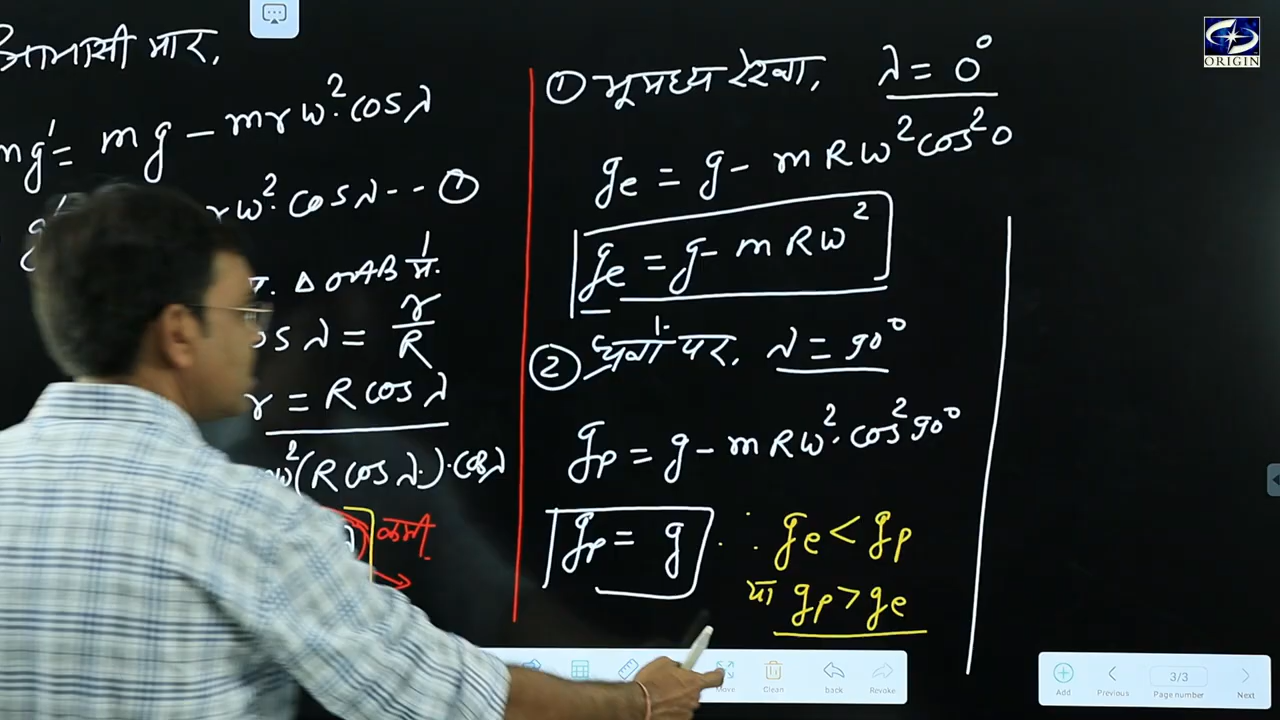 आभासी भार,
mg' = mg - mrω².cosλ
rω².cosλ -- ①
Δ OAB में.
cosλ = r/R
r = R cosλ
ω²(R cosλ.).cosλ
कमी.
① भूमध्य रेखा, λ = 0°
ge = g - mRω²cos²0
ge = g - mRω²
② ध्रुवों पर, λ = 90°
gp = g - mRω².cos²90°
gp = g ∴ ge < gp
या gp > ge
ORIGIN
Move
Clean
back
Revoke
Add
Previous
3/3
Page number
Next